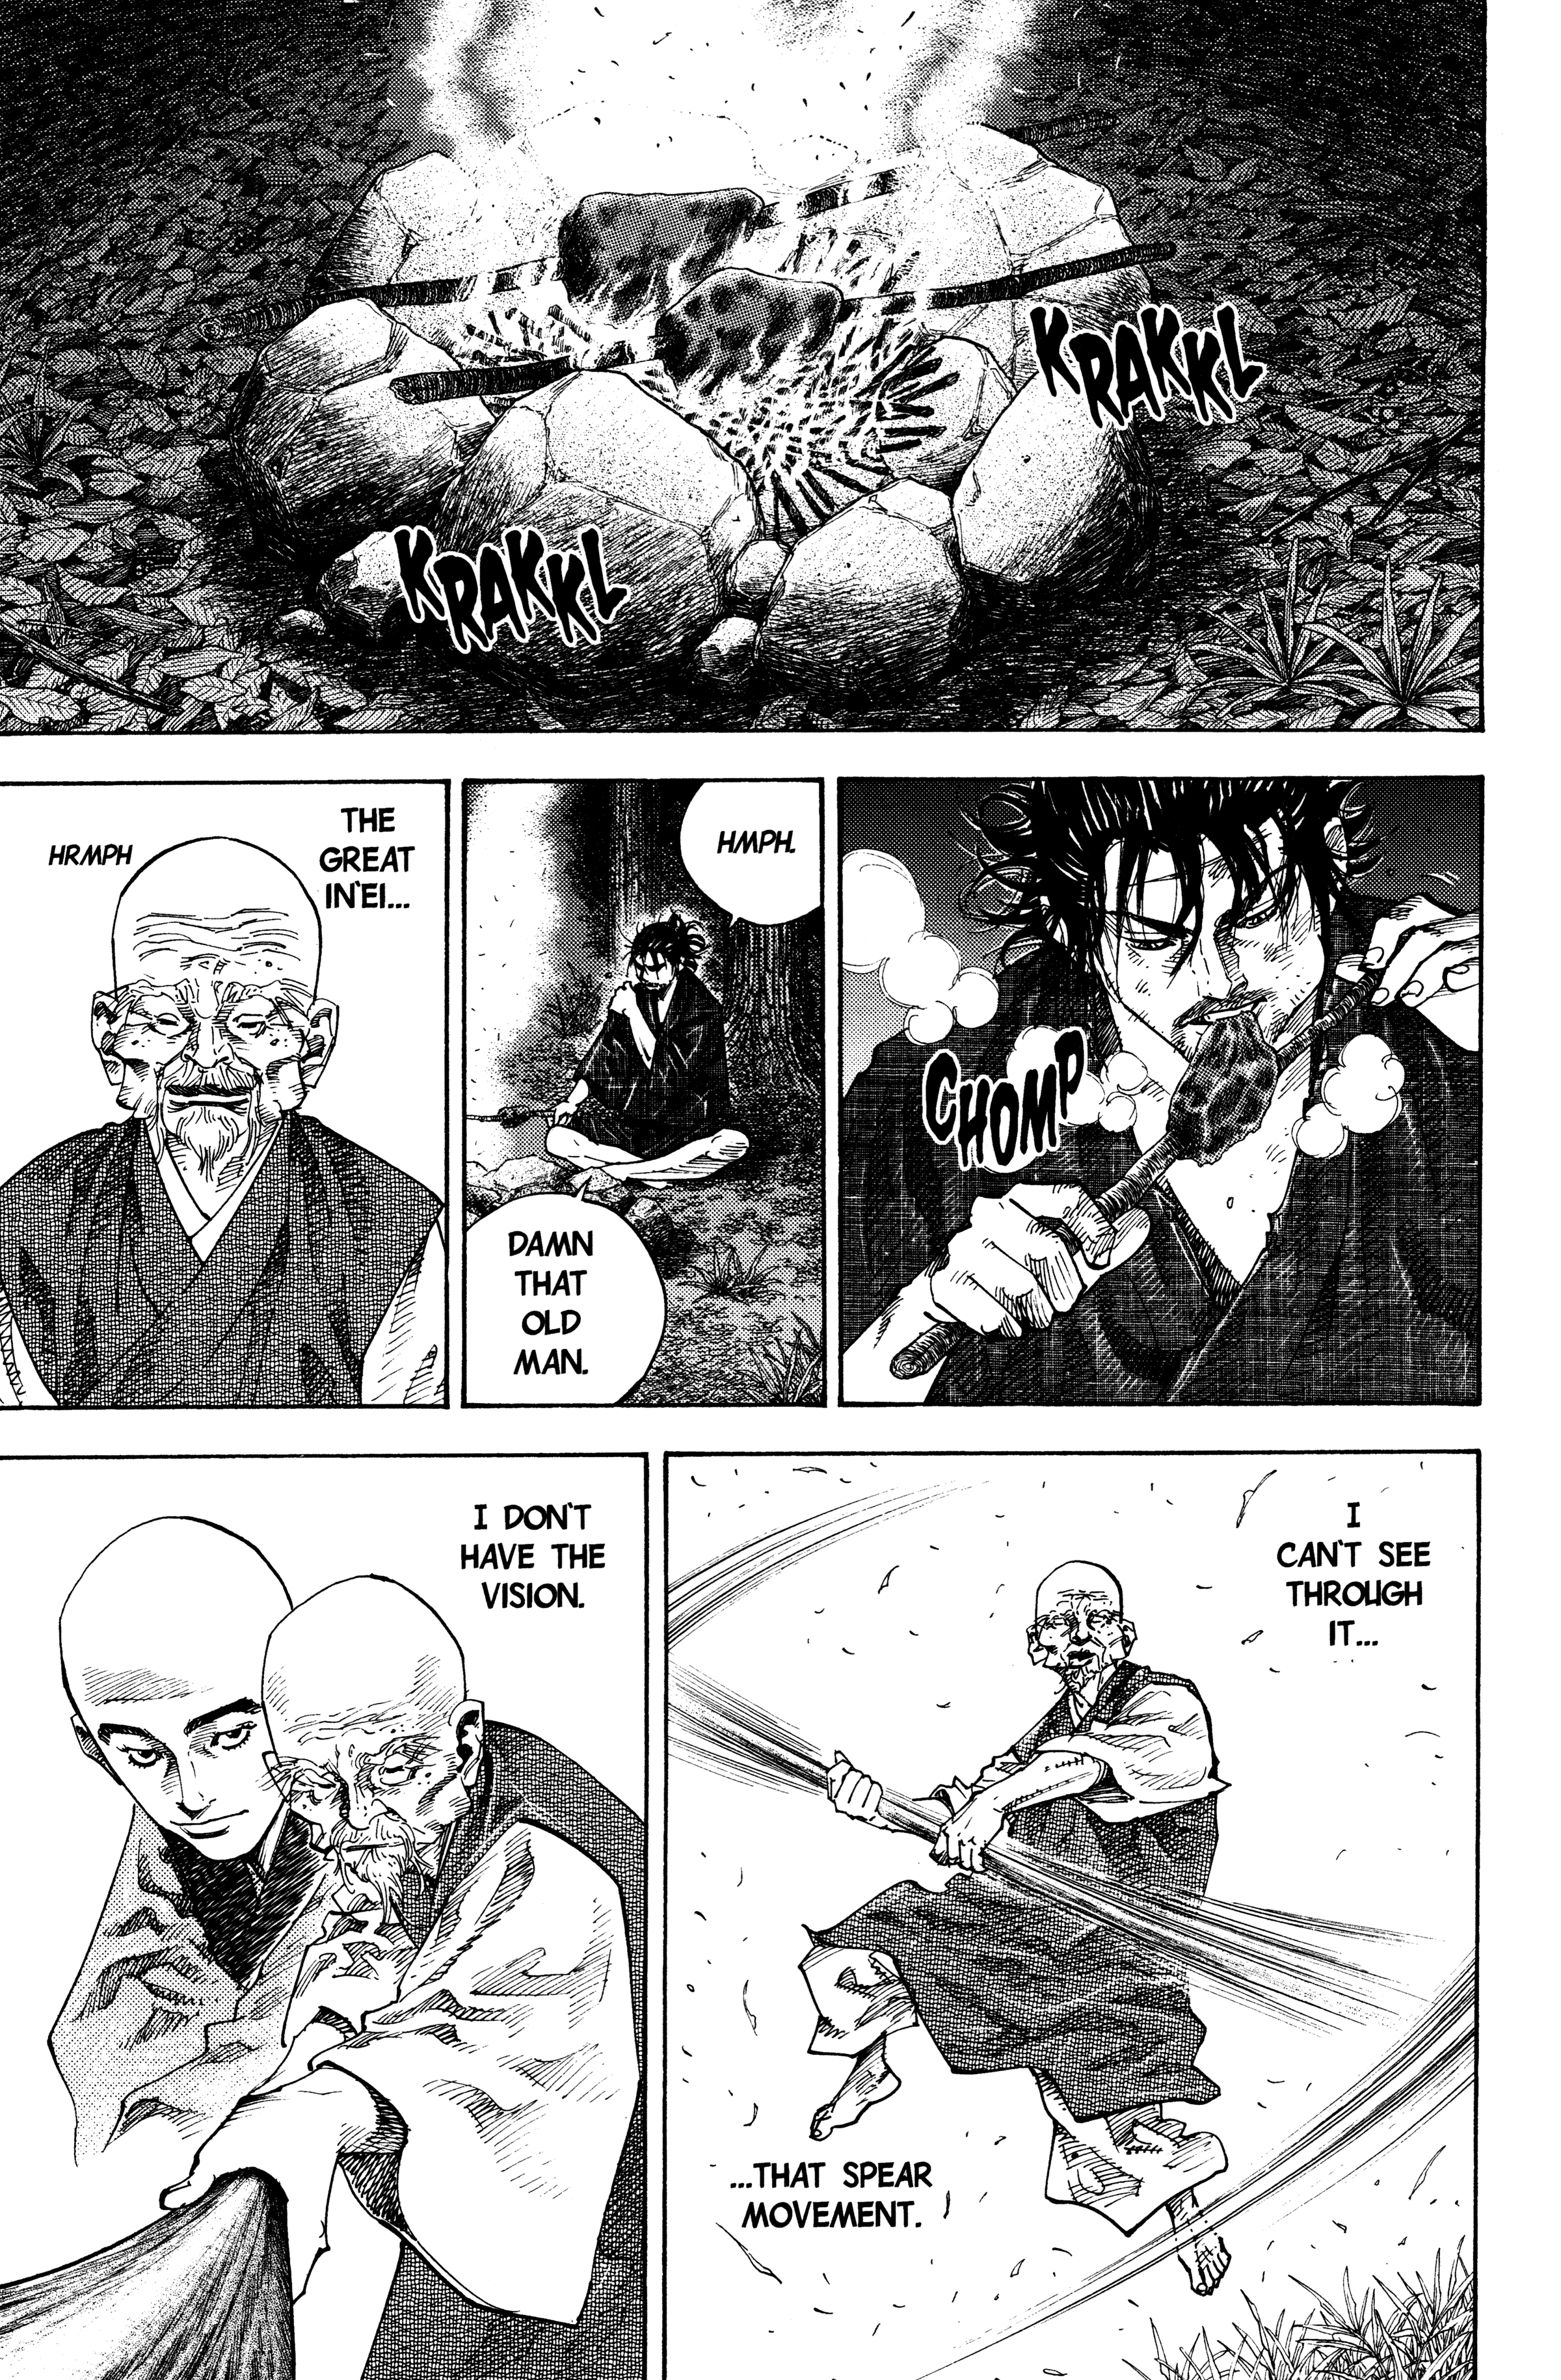 KRAKKL
KRAKKL
CHOMP
HMPH.
DAMN
THAT
OLD
MAN.
THE
GREAT
IN'EI...
HRMPH
I
CAN'T SEE
THROUGH
IT...
...THAT SPEAR
MOVEMENT.
I DON'T
HAVE THE
VISION.